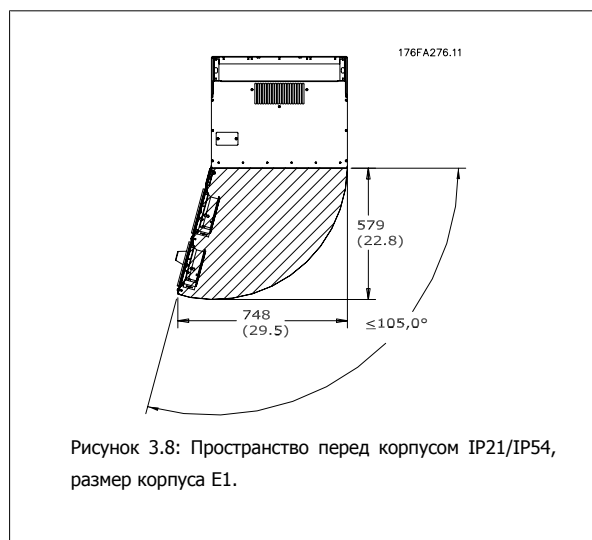 176FA276.11
579
(22.8)
748
(29.5)
≤105,0°
Рисунок 3.8: Пространство перед корпусом IP21/IP54,
размер корпуса E1.